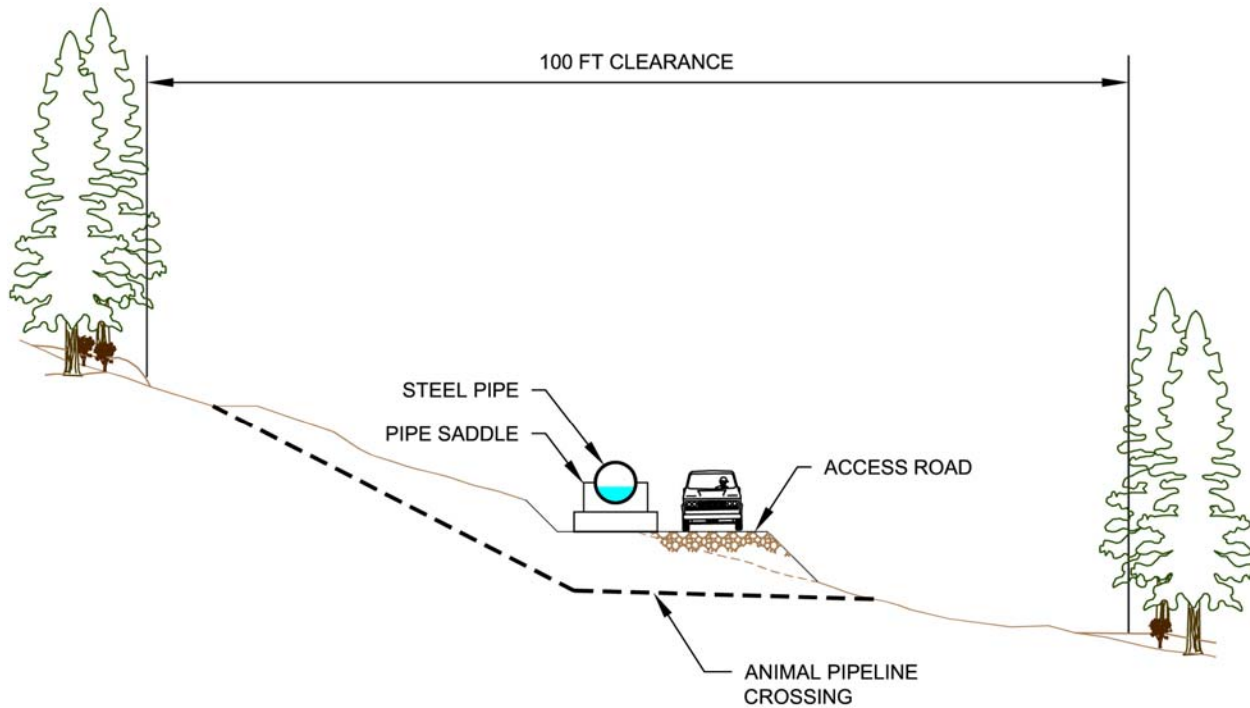 100 FT CLEARANCE
STEEL PIPE
PIPE SADDLE
ACCESS ROAD
ANIMAL PIPELINE
CROSSING